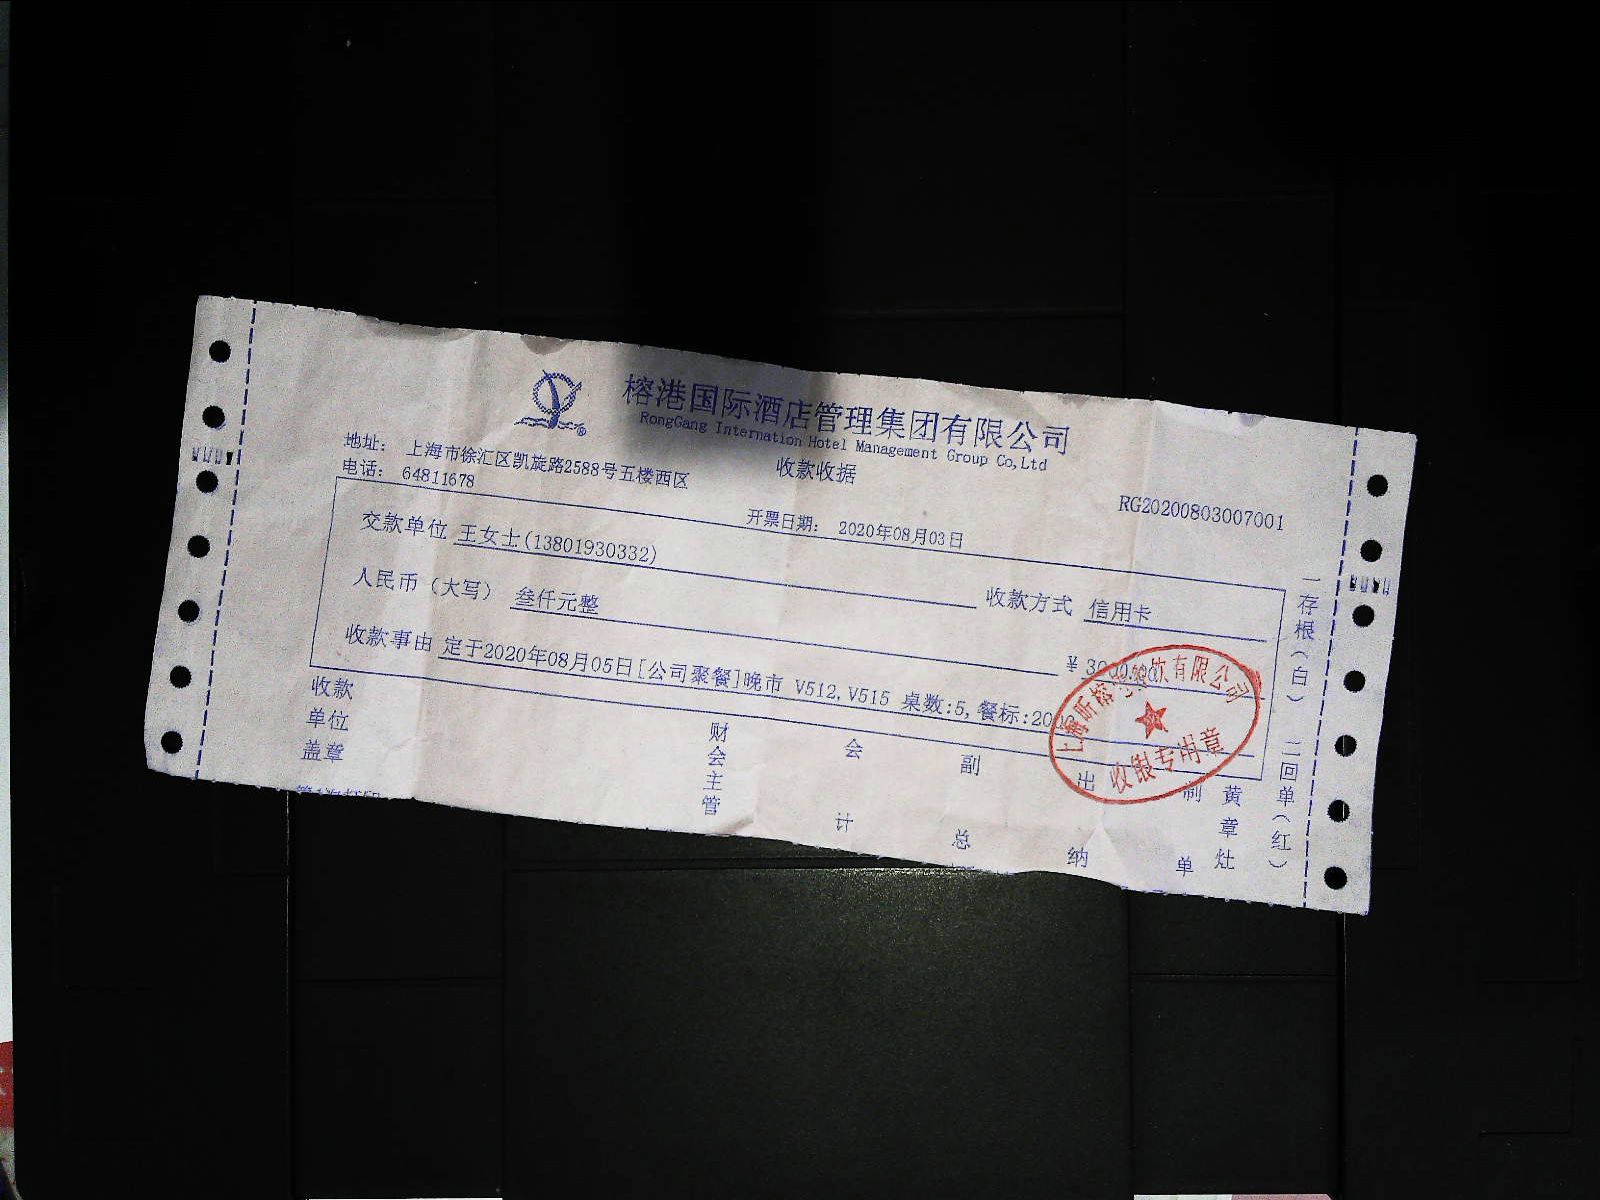 榕港国际酒店管理集团有限公司
RongGang Internation Hotel Management Group Co,Ltd
地址： 上海市徐汇区凯旋路2588号五楼西区
收款收据
电话： 64811678
RG20200803007001
开票日期： 2020年08月03日
交款单位 王女士(13801930332)
收款方式 信用卡
人民币（大写） 叁仟元整
￥3000.00
收款事由 定于2020年08月05日[公司聚餐]晚市 V512,V515 桌数:5,餐标:20
收款单位盖章
财会主管
会计
副总
出纳
制单
黄章灶
一存根（白） 二回单（红）
饮有限公司
收银专用章